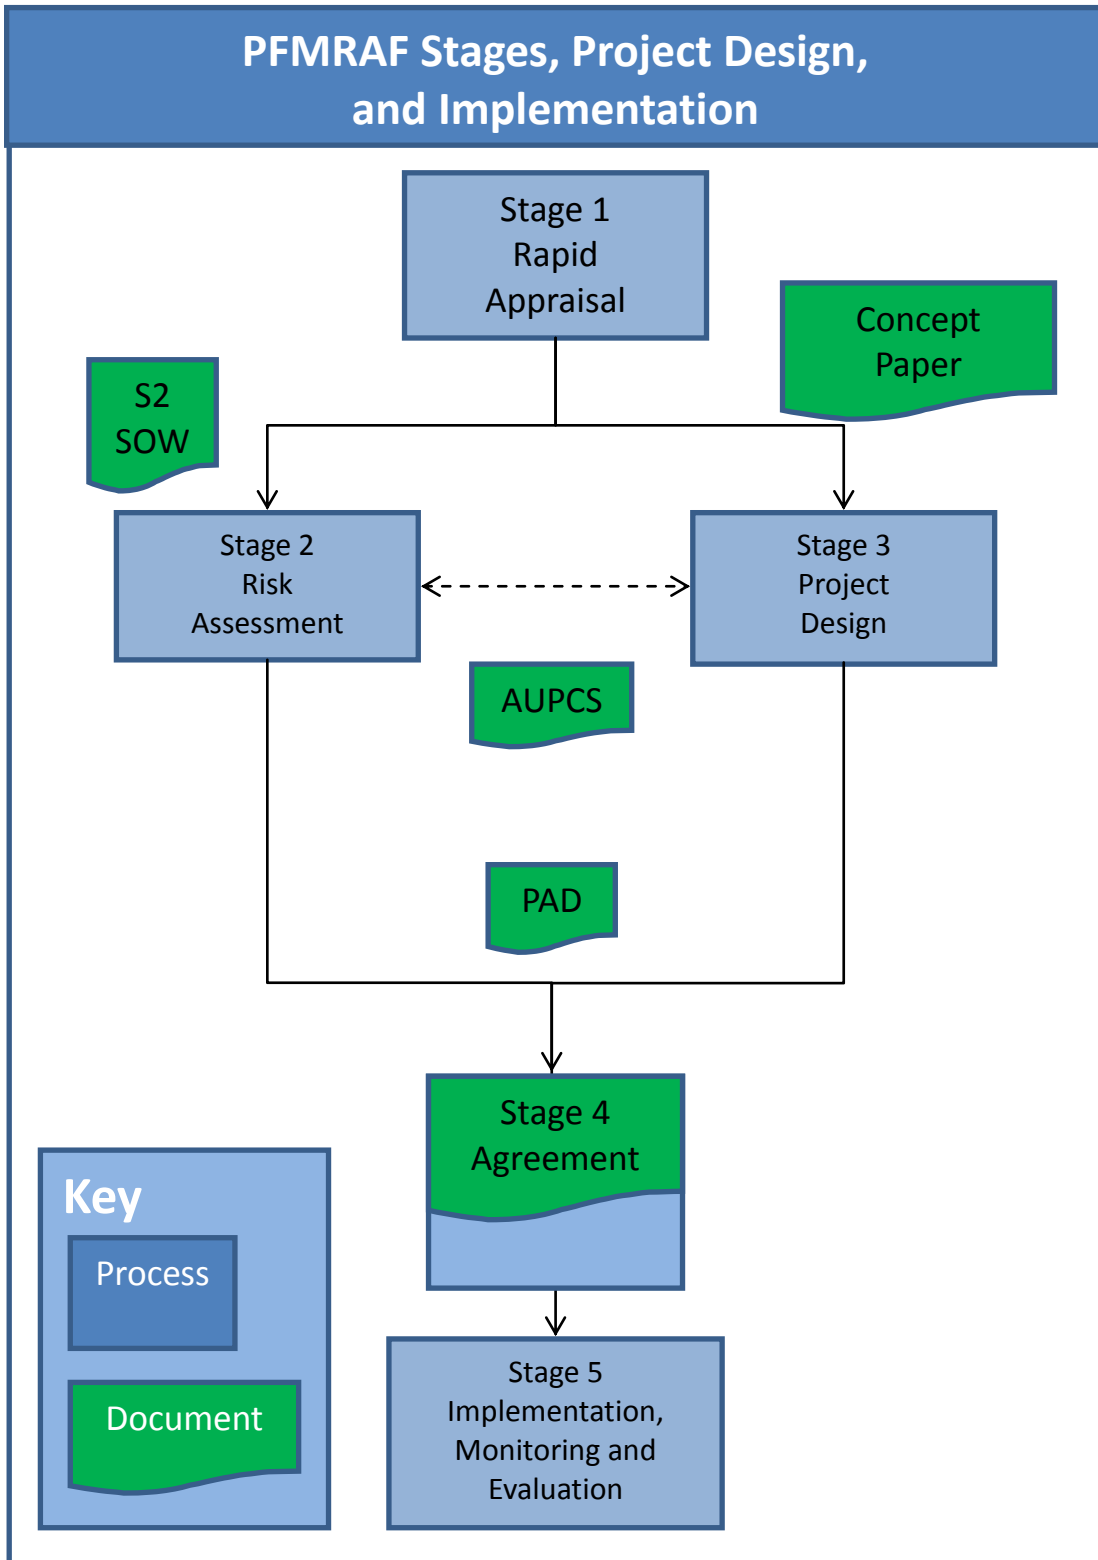 PFMRAF Stages, Project Design,
and Implementation
Stage 1
Rapid
Appraisal
Concept
Paper
S2
SOW
Stage 2
Risk
Assessment
Stage 3
Project
Design
AUPCS
PAD
Stage 4
Agreement
Key
Process
Document
Stage 5
Implementation,
Monitoring and
Evaluation